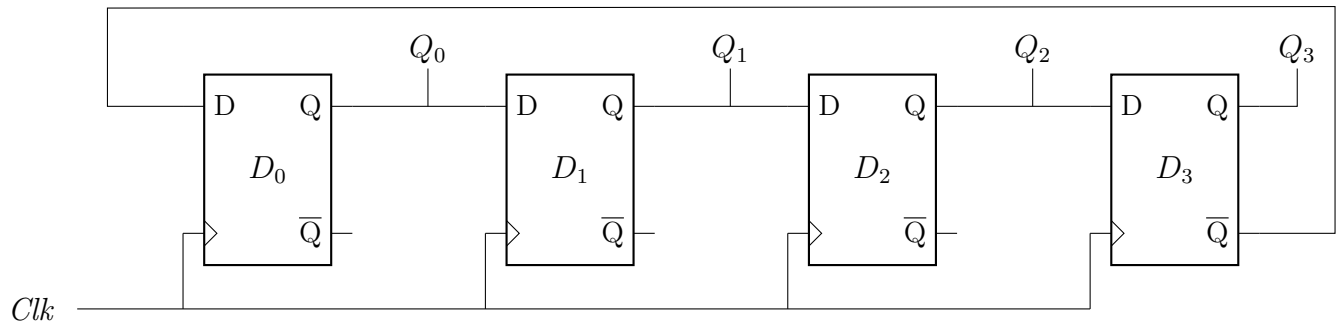 Q₀ Q₁ Q₂ Q₃
D Q D Q D Q D Q
D₀ D₁ D₂ D₃
Q̅ Q̅ Q̅ Q̅
Clk